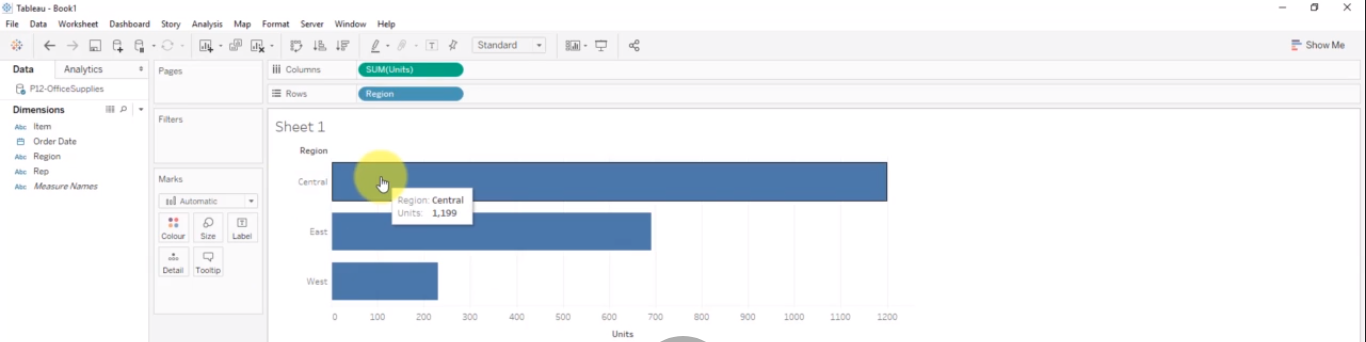 Tableau - Book1
File Data Worksheet Dashboard Story Analysis Map Format Server Window Help
Standard
Show Me
Data Analytics
P12-OfficeSupplies
Dimensions
Abc Item
Order Date
Abc Region
Abc Rep
Abc Measure Names
Pages
Filters
Marks
Automatic
Colour Size Label
Detail Tooltip
Columns SUM(Units)
Rows Region
Sheet 1
Region
Central
Region: Central
Units: 1,199
East
West
0 100 200 300 400 500 600 700 800 900 1000 1100 1200
Units